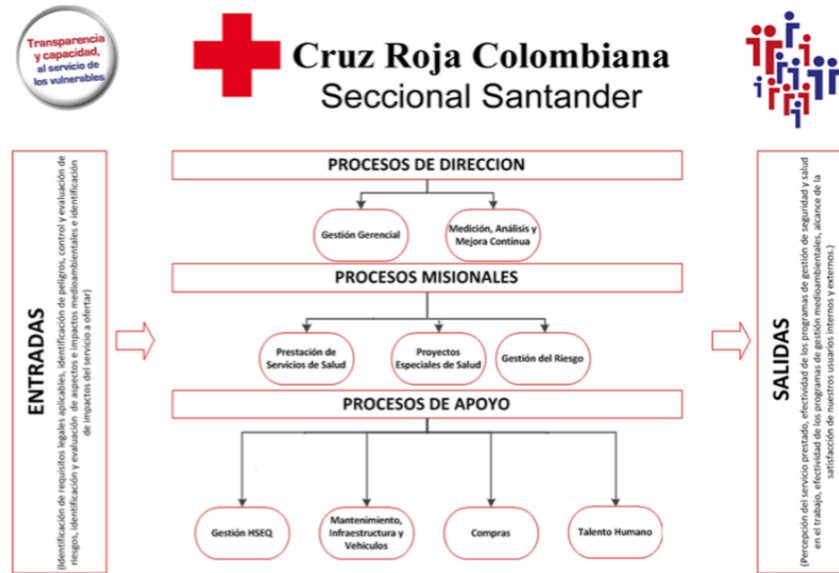 Transparencia
y capacidad,
al servicio de
los vulnerables
Cruz Roja Colombiana
Seccional Santander
ENTRADAS
(Identificación de requisitos legales aplicables, identificación de peligros, control y evaluación de
riesgos, identificación y evaluación de aspectos e impactos medioambientales e identificación
de impactos del servicio a ofertar)
PROCESOS DE DIRECCION
Gestión Gerencial
Medición, Análisis y
Mejora Continua
PROCESOS MISIONALES
Prestación de
Servicios de Salud
Proyectos
Especiales de Salud
Gestión del Riesgo
PROCESOS DE APOYO
Gestión HSEQ
Mantenimiento,
Infraestructura y
Vehículos
Compras
Talento Humano
SALIDAS
(Percepción del servicio prestado, efectividad de los programas de gestión de seguridad y salud
en el trabajo, efectividad de los programas de gestión medioambientales, alcance de la
satisfacción de nuestros usuarios internos y externos.)